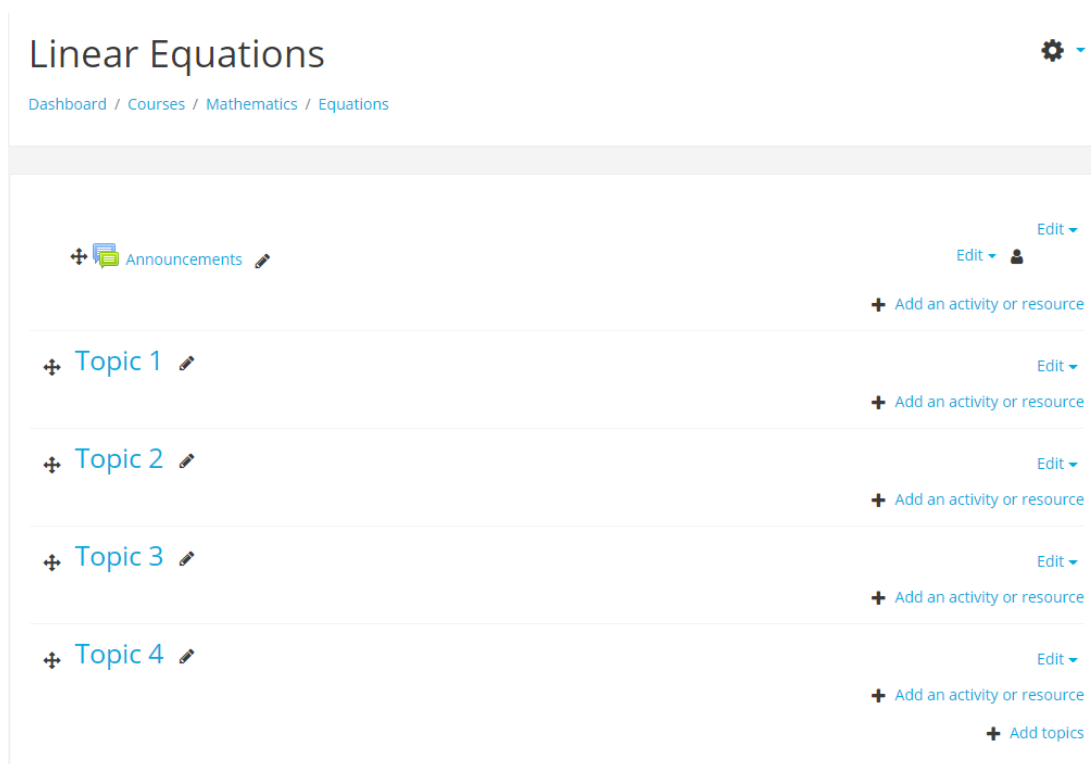 Linear Equations
Dashboard / Courses / Mathematics / Equations
Edit
Announcements Edit
Add an activity or resource
Topic 1
Edit
Add an activity or resource
Topic 2
Edit
Add an activity or resource
Topic 3
Edit
Add an activity or resource
Topic 4
Edit
Add an activity or resource
Add topics